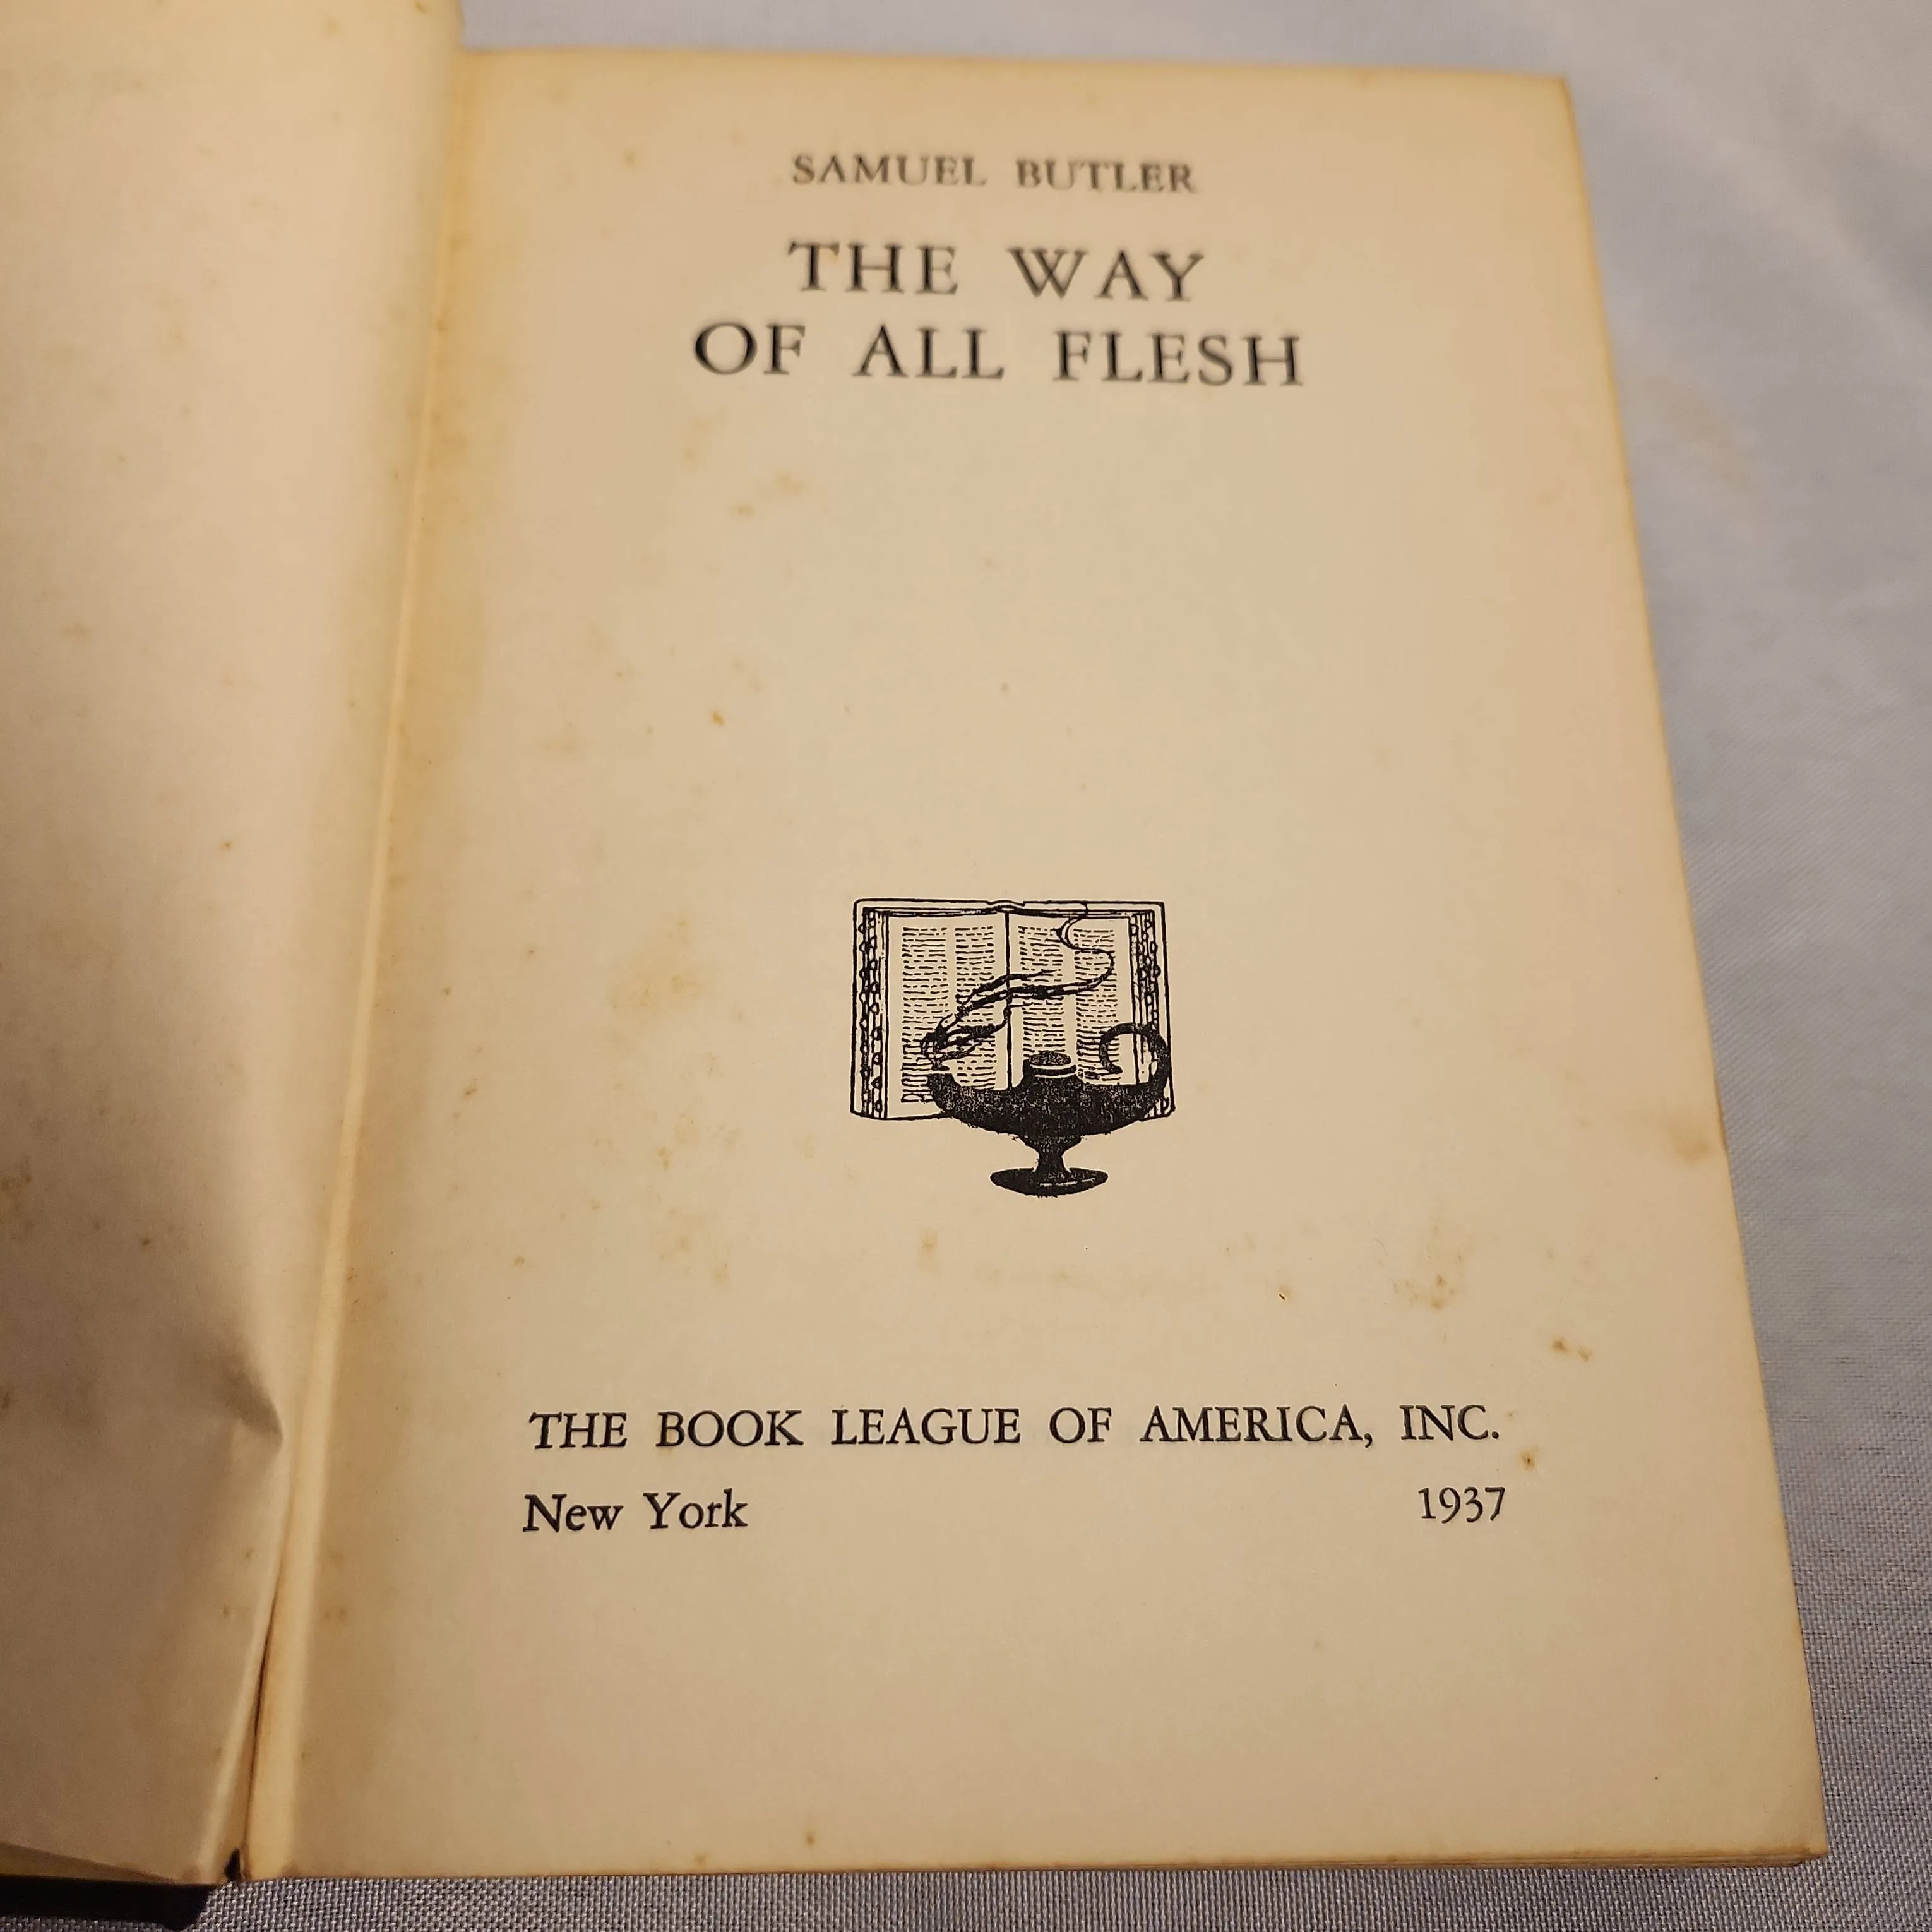 SAMUEL BUTLER
THE WAY
OF ALL FLESH
THE BOOK LEAGUE OF AMERICA, INC.
New York 1937